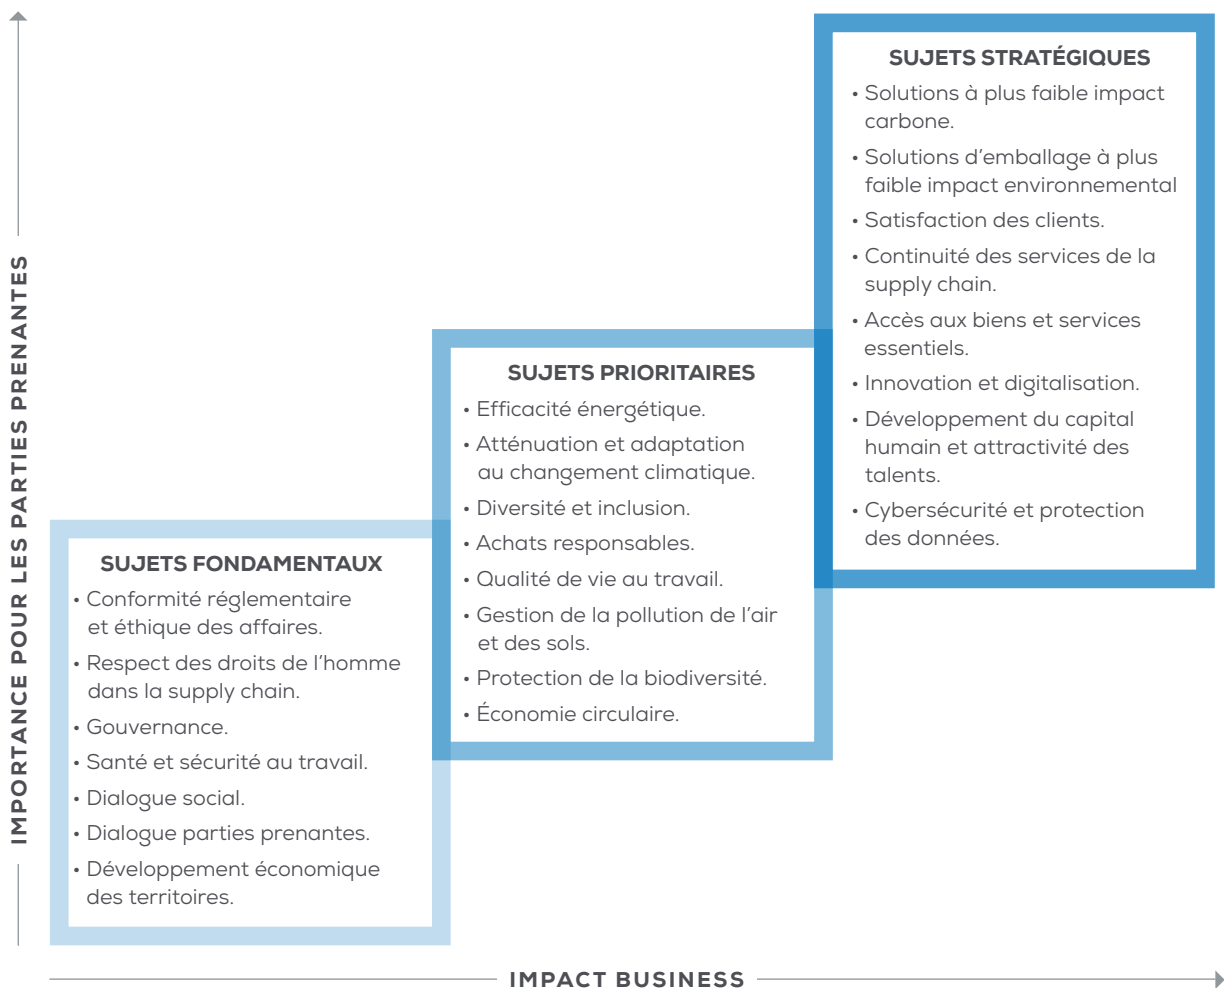 IMPORTANCE POUR LES PARTIES PRENANTES
SUJETS STRATÉGIQUES
• Solutions à plus faible impact
carbone.
• Solutions d’emballage à plus
faible impact environnemental
• Satisfaction des clients.
• Continuité des services de la
supply chain.
• Accès aux biens et services
essentiels.
• Innovation et digitalisation.
• Développement du capital
humain et attractivité des
talents.
• Cybersécurité et protection
des données.
SUJETS PRIORITAIRES
• Efficacité énergétique.
• Atténuation et adaptation
au changement climatique.
• Diversité et inclusion.
• Achats responsables.
• Qualité de vie au travail.
• Gestion de la pollution de l’air
et des sols.
• Protection de la biodiversité.
• Économie circulaire.
SUJETS FONDAMENTAUX
• Conformité réglementaire
et éthique des affaires.
• Respect des droits de l’homme
dans la supply chain.
• Gouvernance.
• Santé et sécurité au travail.
• Dialogue social.
• Dialogue parties prenantes.
• Développement économique
des territoires.
IMPACT BUSINESS